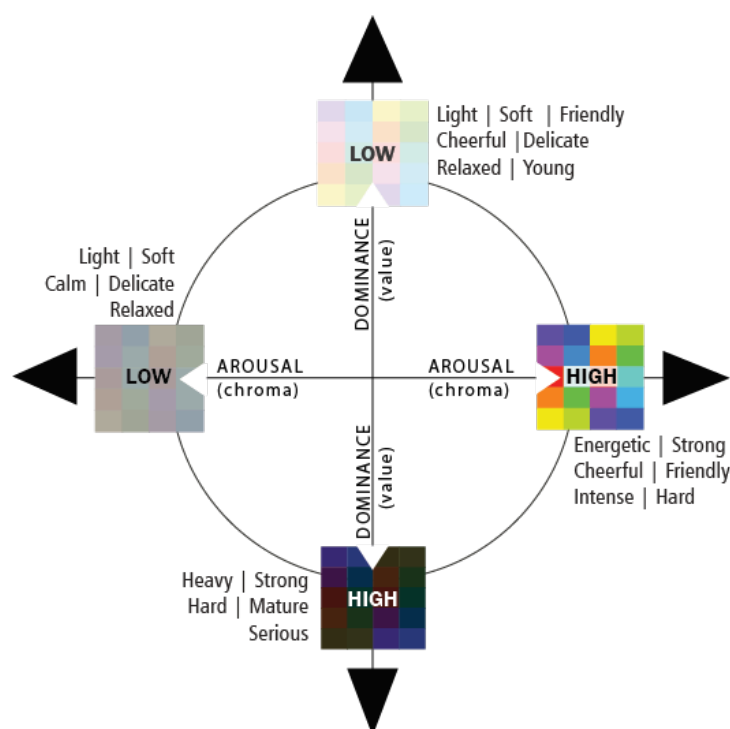 Light | Soft | Friendly
Cheerful |Delicate
Relaxed | Young
LOW
DOMINANCE
(value)
Light | Soft
Calm | Delicate
Relaxed
LOW
AROUSAL
(chroma)
AROUSAL
(chroma)
HIGH
Energetic | Strong
Cheerful | Friendly
Intense | Hard
DOMINANCE
(value)
Heavy | Strong
Hard | Mature
Serious
HIGH